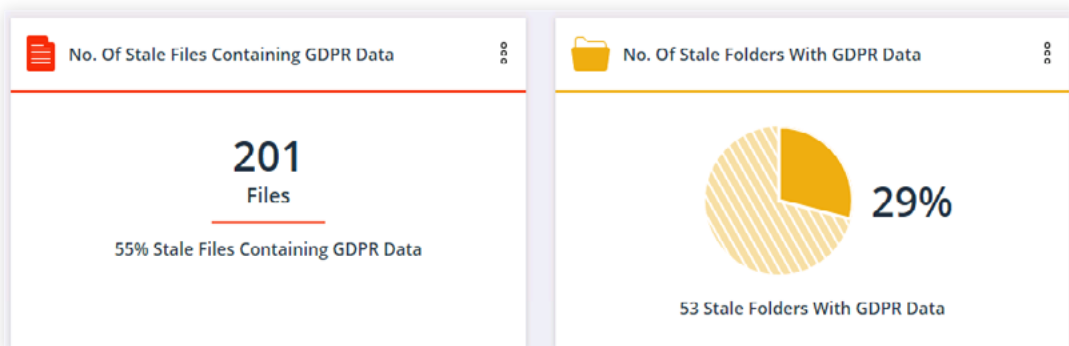 No. Of Stale Files Containing GDPR Data
201
Files
55% Stale Files Containing GDPR Data
No. Of Stale Folders With GDPR Data
29%
53 Stale Folders With GDPR Data